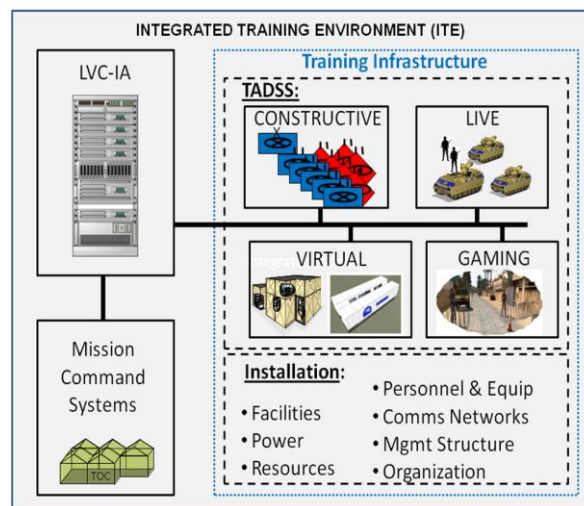 INTEGRATED TRAINING ENVIRONMENT (ITE)
LVC-IA
Training Infrastructure
TADSS:
CONSTRUCTIVE
LIVE
VIRTUAL
GAMING
Mission
Command
Systems
TOC
Installation:
• Facilities
• Power
• Resources
• Personnel & Equip
• Comms Networks
• Mgmt Structure
• Organization